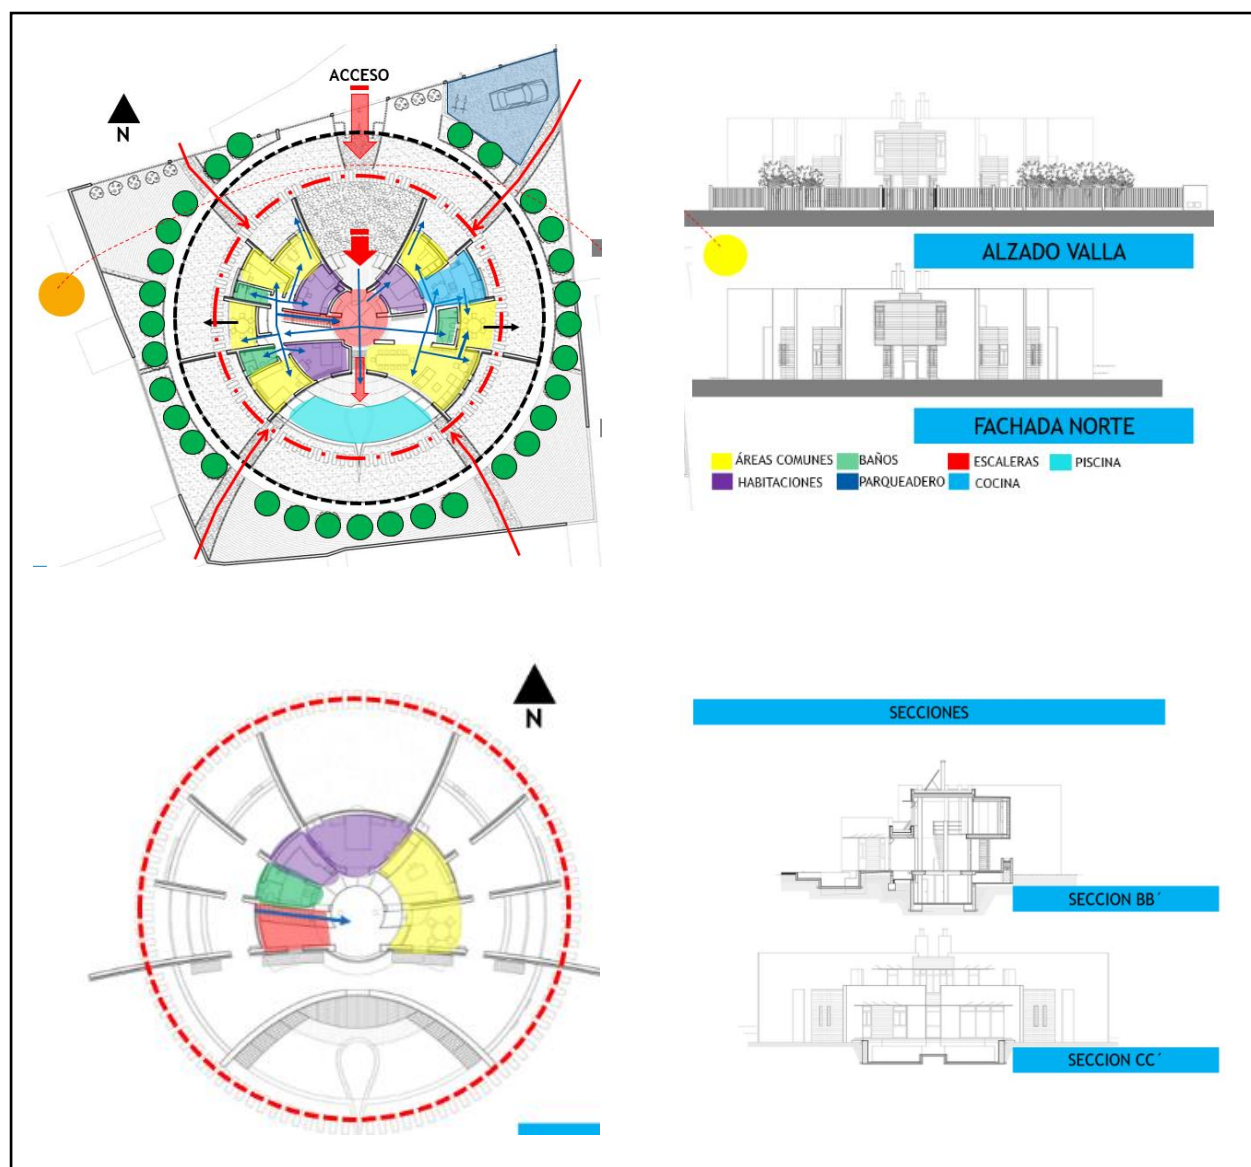 ACCESO
N
ALZADO VALLA
FACHADA NORTE
ÁREAS COMUNES BAÑOS ESCALERAS PISCINA
HABITACIONES PARQUEADERO COCINA
N
SECCIONES
SECCION BB´
SECCION CC´